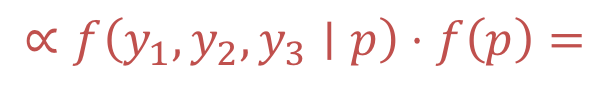 ∝ f(y₁, y₂, y₃ ∣ p) · f(p) =